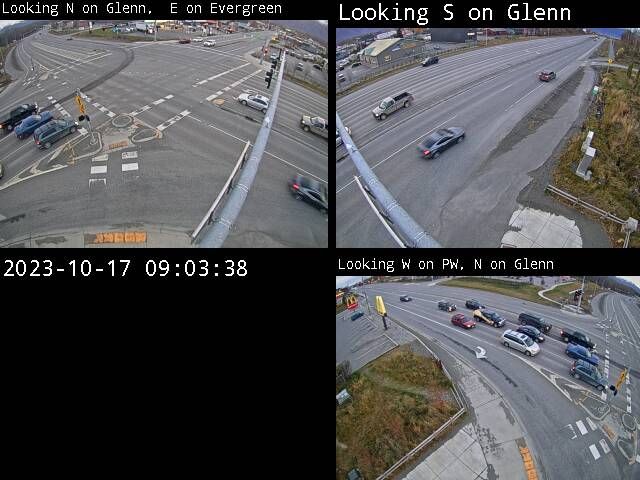 Looking N on Glenn,  E on Evergreen
Looking S on Glenn
2023-10-17 09:03:38
Looking W on PW, N on Glenn